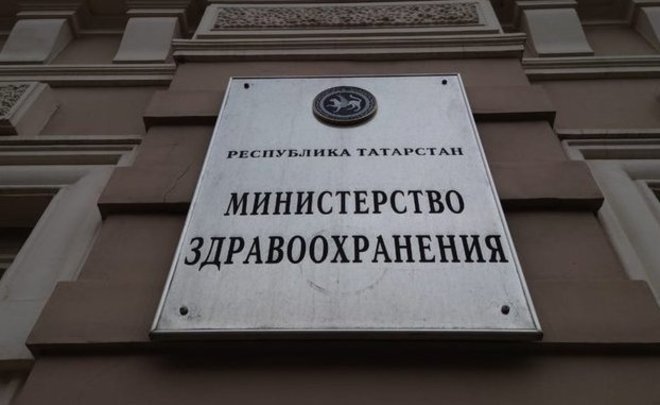 РЕСПУБЛИКА ТАТАРСТАН
МИНИСТЕРСТВО
ЗДРАВООХРАНЕНИЯ